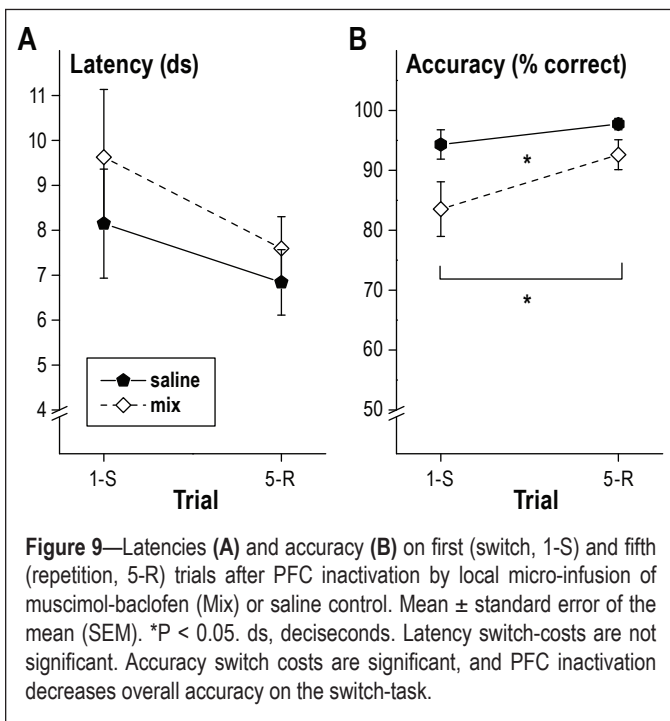 A
Latency (ds)
11
10
9
8
7
6
5
4
saline
mix
1-S
5-R
Trial
B
Accuracy (% correct)
100
90
80
70
60
50
*
*
1-S
5-R
Trial
Figure 9—Latencies (A) and accuracy (B) on first (switch, 1-S) and fifth
(repetition, 5-R) trials after PFC inactivation by local micro-infusion of
muscimol-baclofen (Mix) or saline control. Mean ± standard error of the
mean (SEM). *P < 0.05. ds, deciseconds. Latency switch-costs are not
significant. Accuracy switch costs are significant, and PFC inactivation
decreases overall accuracy on the switch-task.